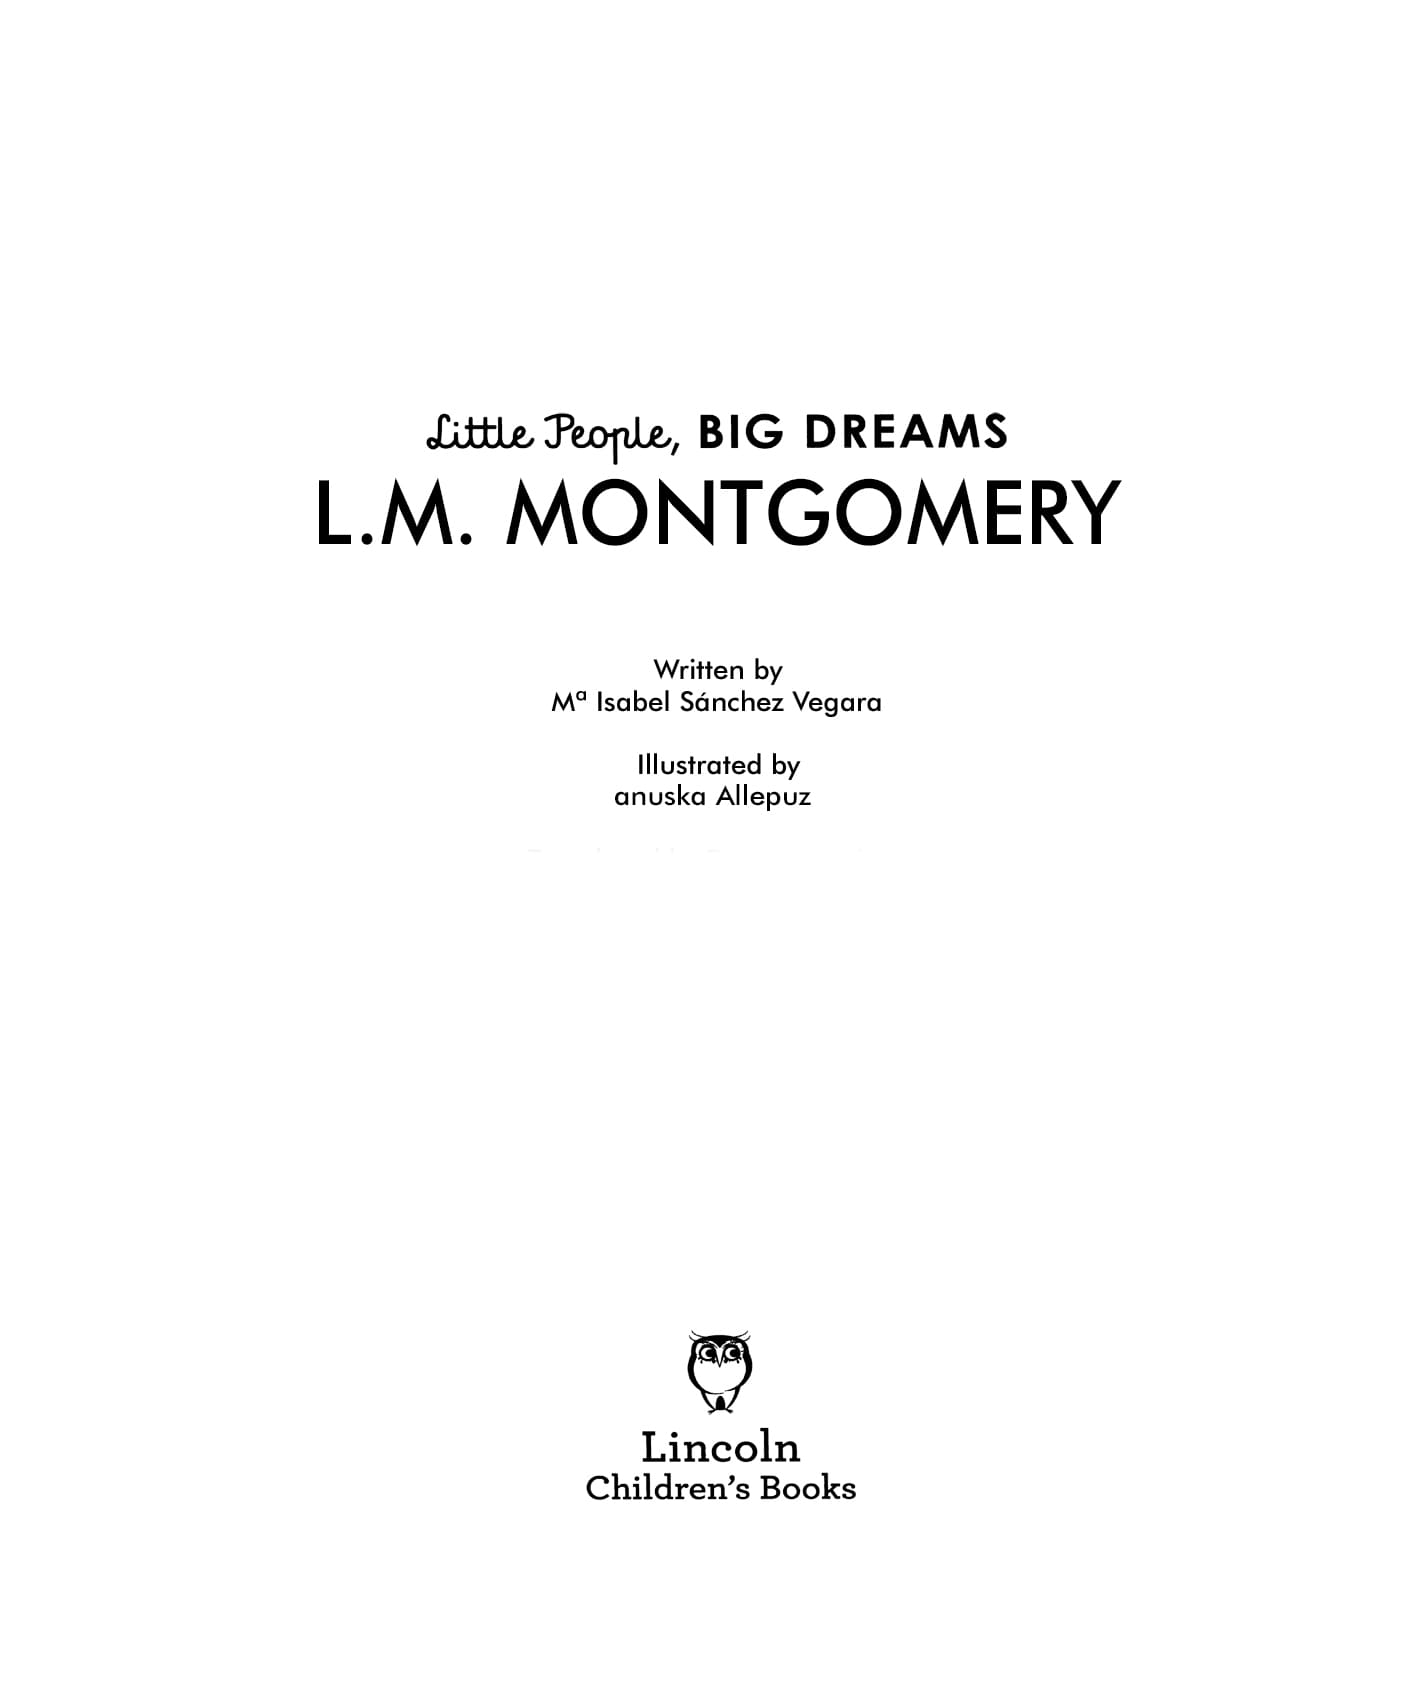 Little People, BIG DREAMS
L.M. MONTGOMERY
Written by
Mª Isabel Sánchez Vegara
Illustrated by
anuska Allepuz
Lincoln
Children's Books